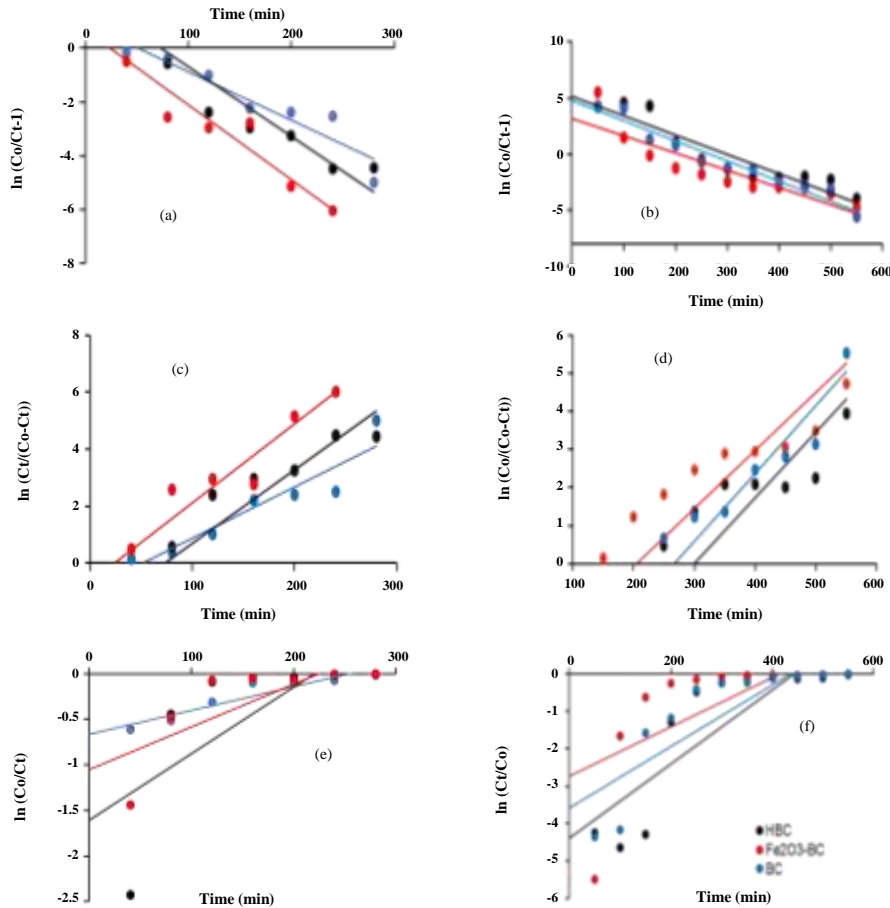 Time (min)
0 100 200 300
0
-2
-4
-6
-8
ln (Co/Ct-1)
(a)
10
5
0
-5
-10
ln (Co/Ct-1)
(b)
0 100 200 300 400 500 600
Time (min)
8
6
4
2
0
ln (Ct/(Co-Ct)
(c)
0 100 200 300
Time (min)
6
5
4
3
2
1
0
ln (Co/(Co-Ct))
(d)
100 200 300 400 500 600
Time (min)
0 100 200 300
0
-0.5
-1
-1.5
-2
-2.5
ln (Co/Ct)
(e)
Time (min)
0 200 400 600
0
-1
-2
-3
-4
-5
-6
ln (Ct/Co)
(f)
HBC
Fe2O3-BC
BC
Time (min)